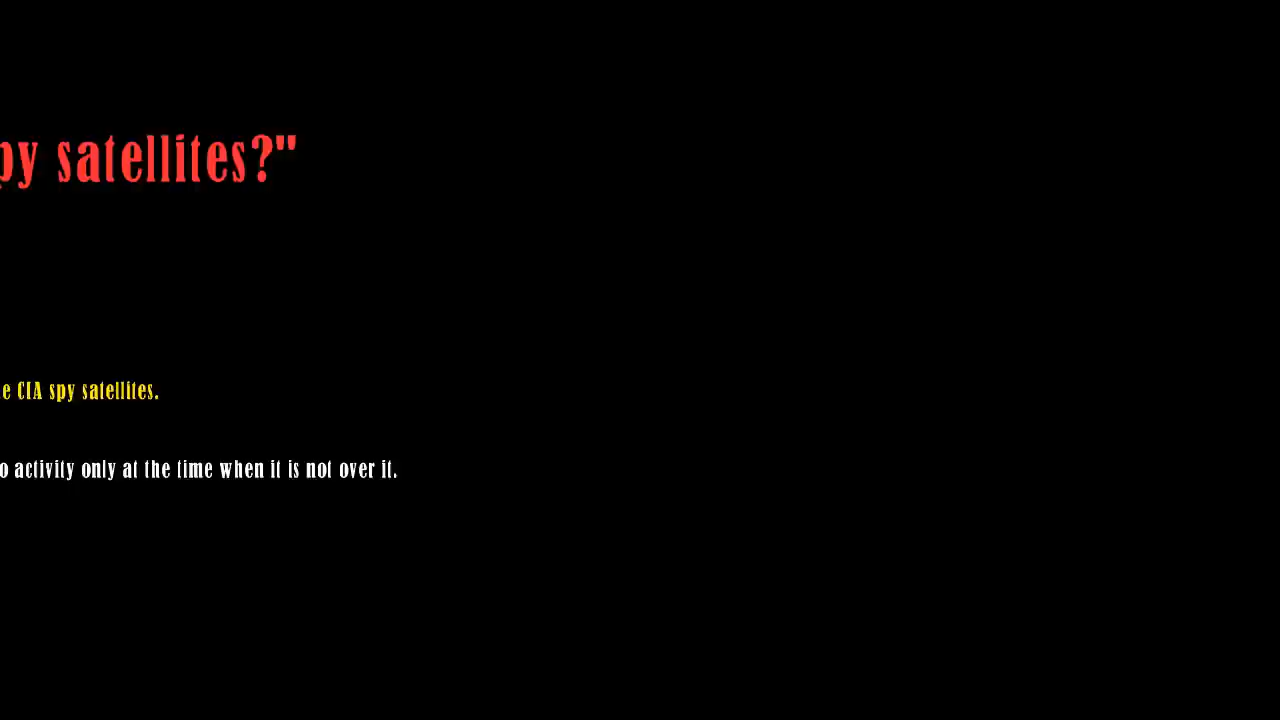 py satellites?"
e CIA spy satellites.
o activity only at the time when it is not over it.